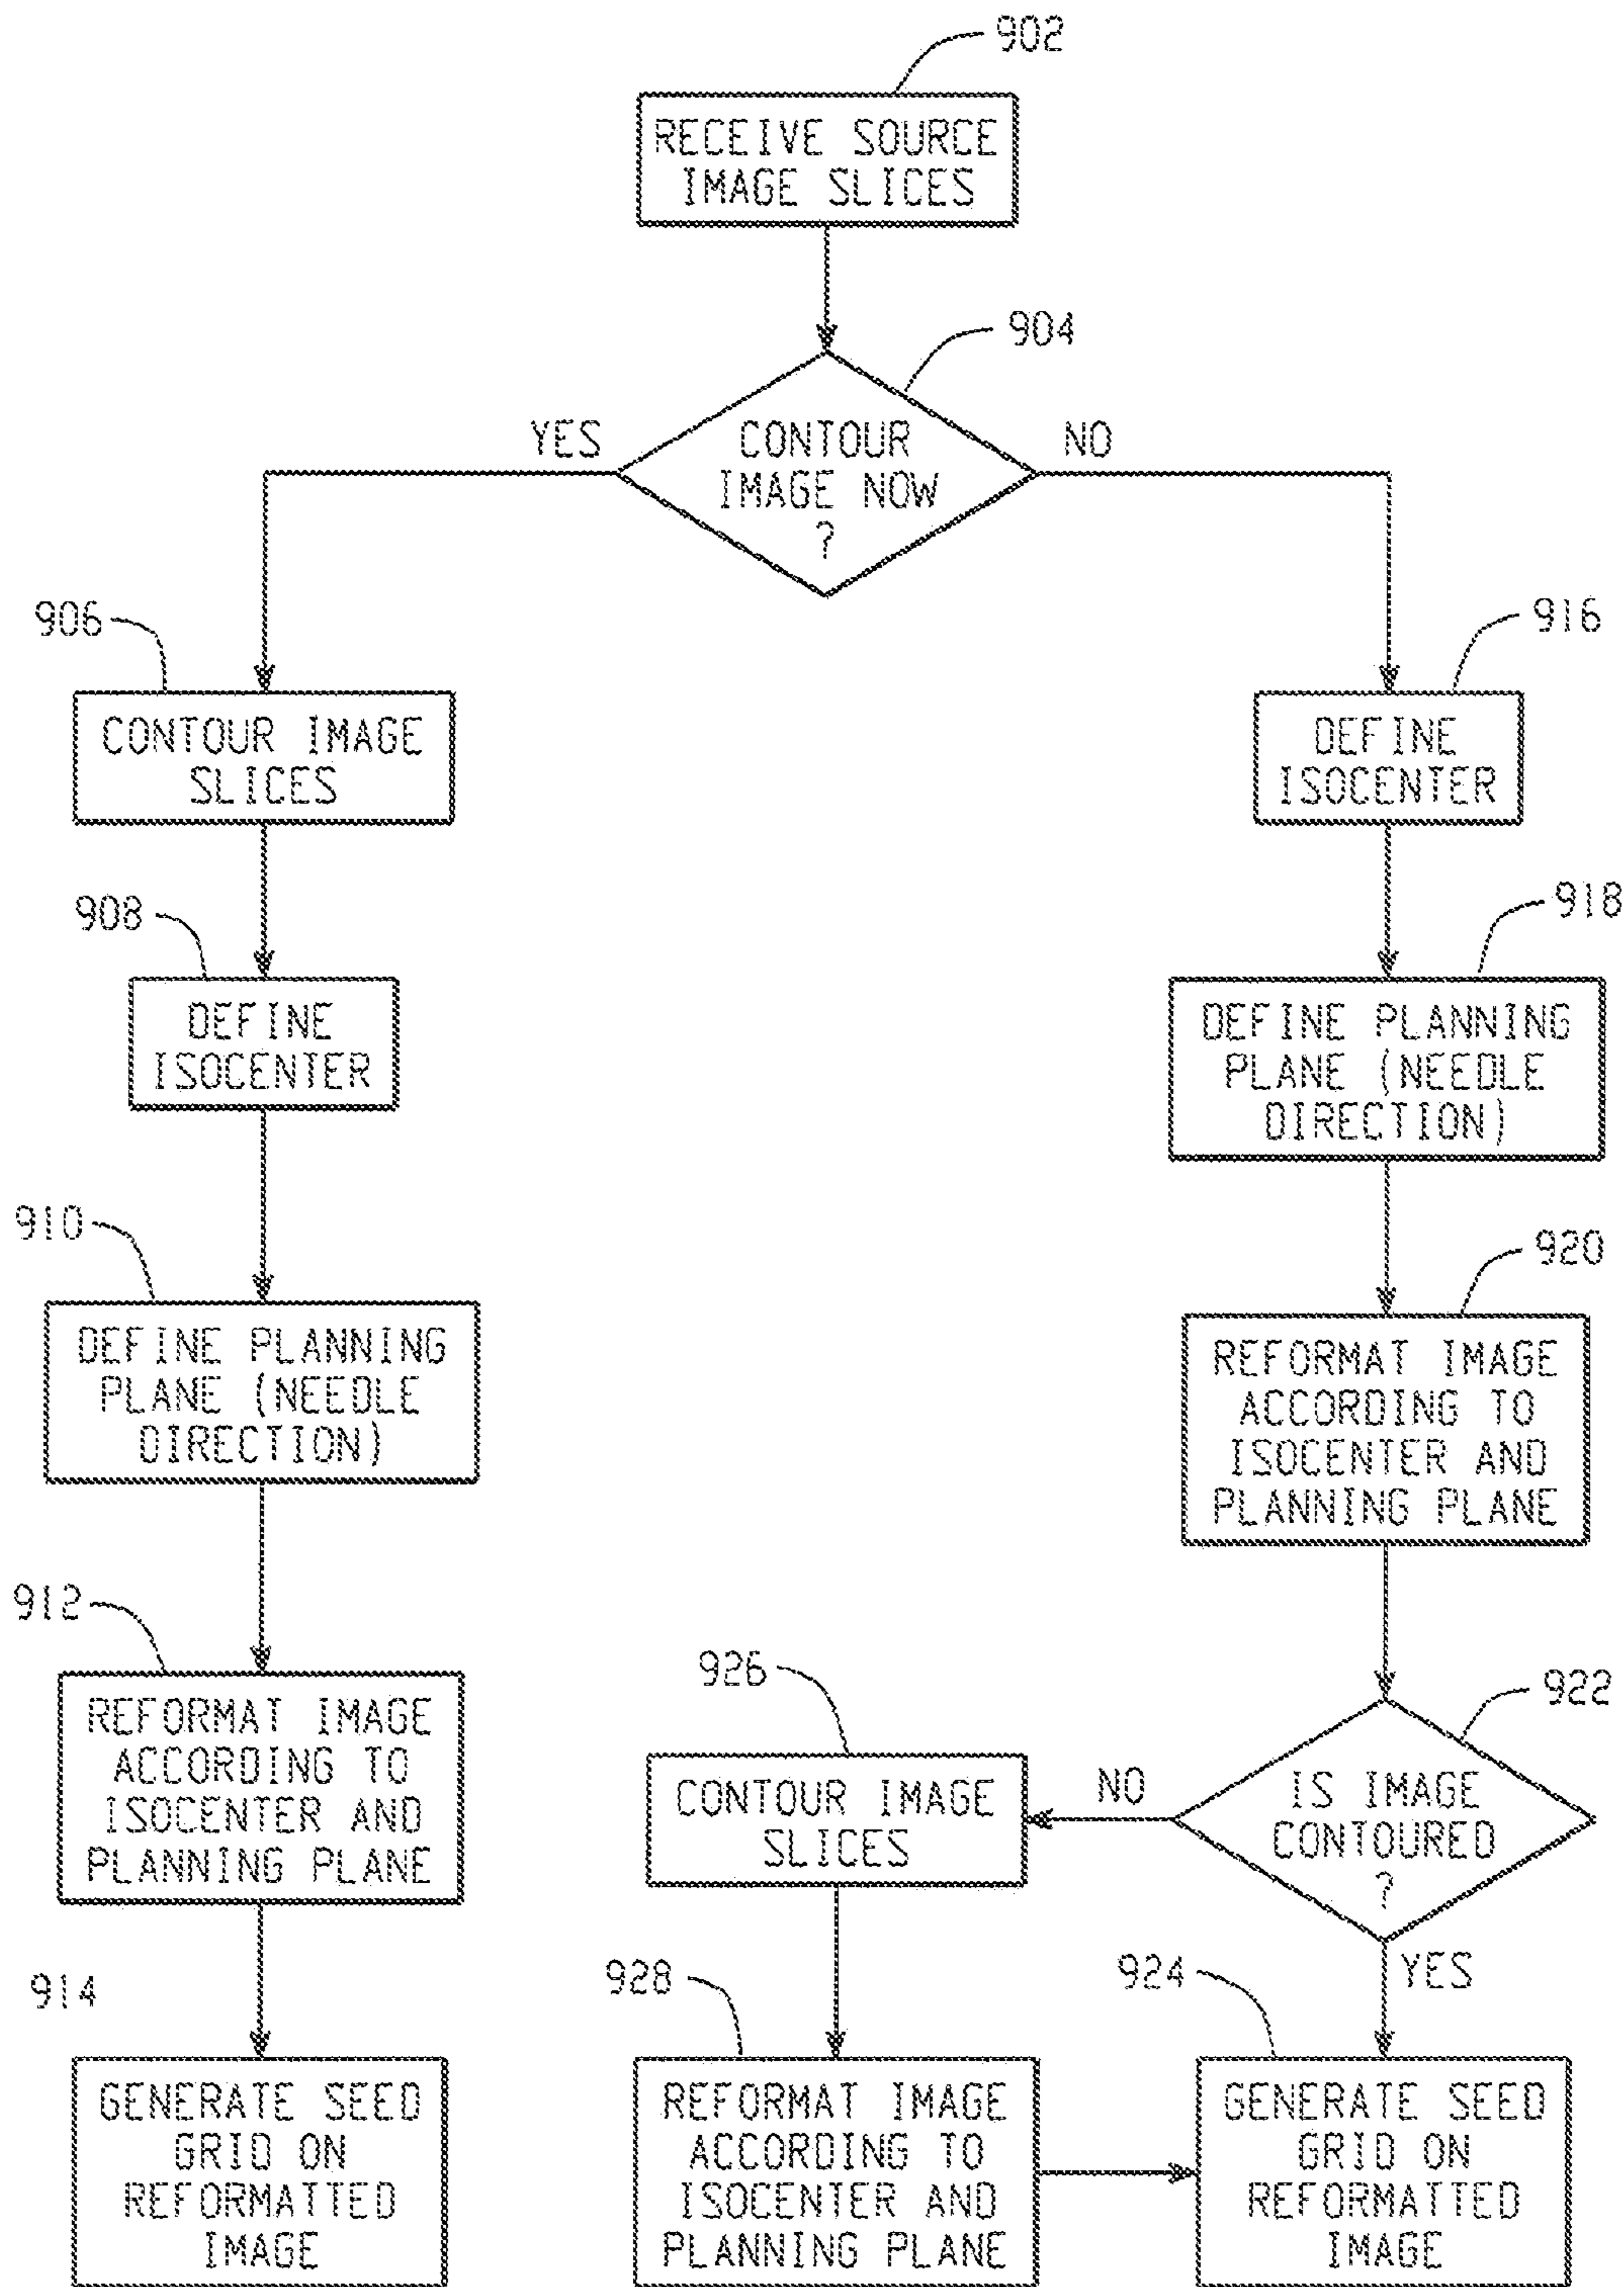 902
RECEIVE SOURCE
IMAGE SLICES
904
YES
CONTOUR
IMAGE NOW
?
NO
906
CONTOUR IMAGE
SLICES
908
DEFINE
ISOCENTER
910
DEFINE PLANNING
PLANE (NEEDLE
DIRECTION)
912
REFORMAT IMAGE
ACCORDING TO
ISOCENTER AND
PLANNING PLANE
914
GENERATE SEED
GRID ON
REFORMATTED
IMAGE
916
DEFINE
ISOCENTER
918
DEFINE PLANNING
PLANE (NEEDLE
DIRECTION)
920
REFORMAT IMAGE
ACCORDING TO
ISOCENTER AND
PLANNING PLANE
922
IS IMAGE
CONTOURED
?
NO
YES
926
CONTOUR IMAGE
SLICES
928
REFORMAT IMAGE
ACCORDING TO
ISOCENTER AND
PLANNING PLANE
924
GENERATE SEED
GRID ON
REFORMATTED
IMAGE